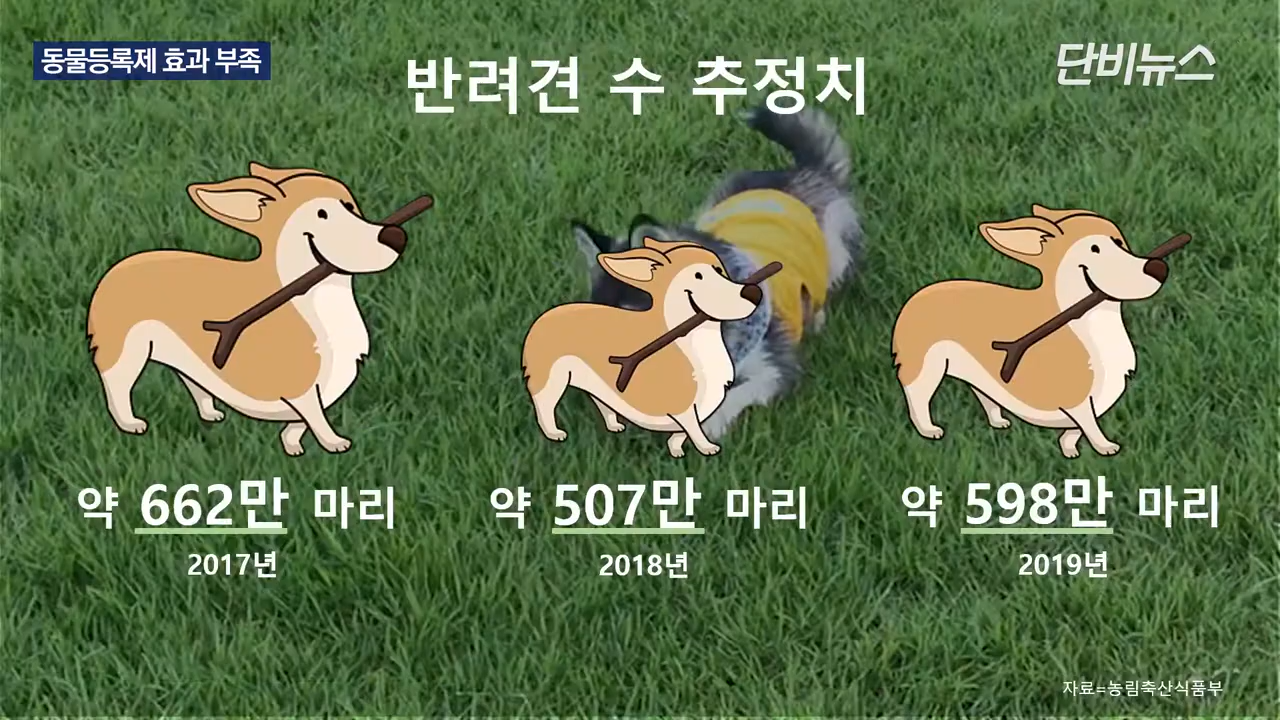 동물등록제 효과 부족
단비뉴스
반려견 수 추정치
약 662만 마리
2017년
약 507만 마리
2018년
약 598만 마리
2019년
자료=농림축산식품부